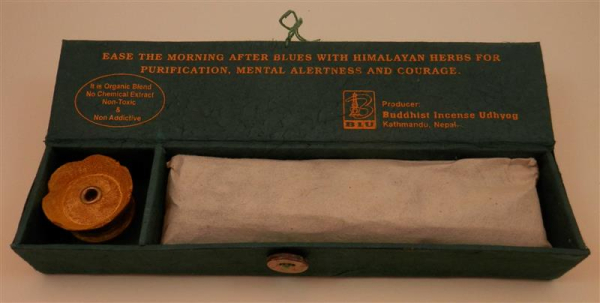 EASE THE MORNING AFTER BLUES WITH HIMALAYAN HERBS FOR
PURIFICATION, MENTAL ALERTNESS AND COURAGE.
It is Organic Blend
No Chemical Extract
Non-Toxic
&
Non Addictive
BIU
Producer:
Buddhist Incense Udhyog
Kathmandu, Nepal.